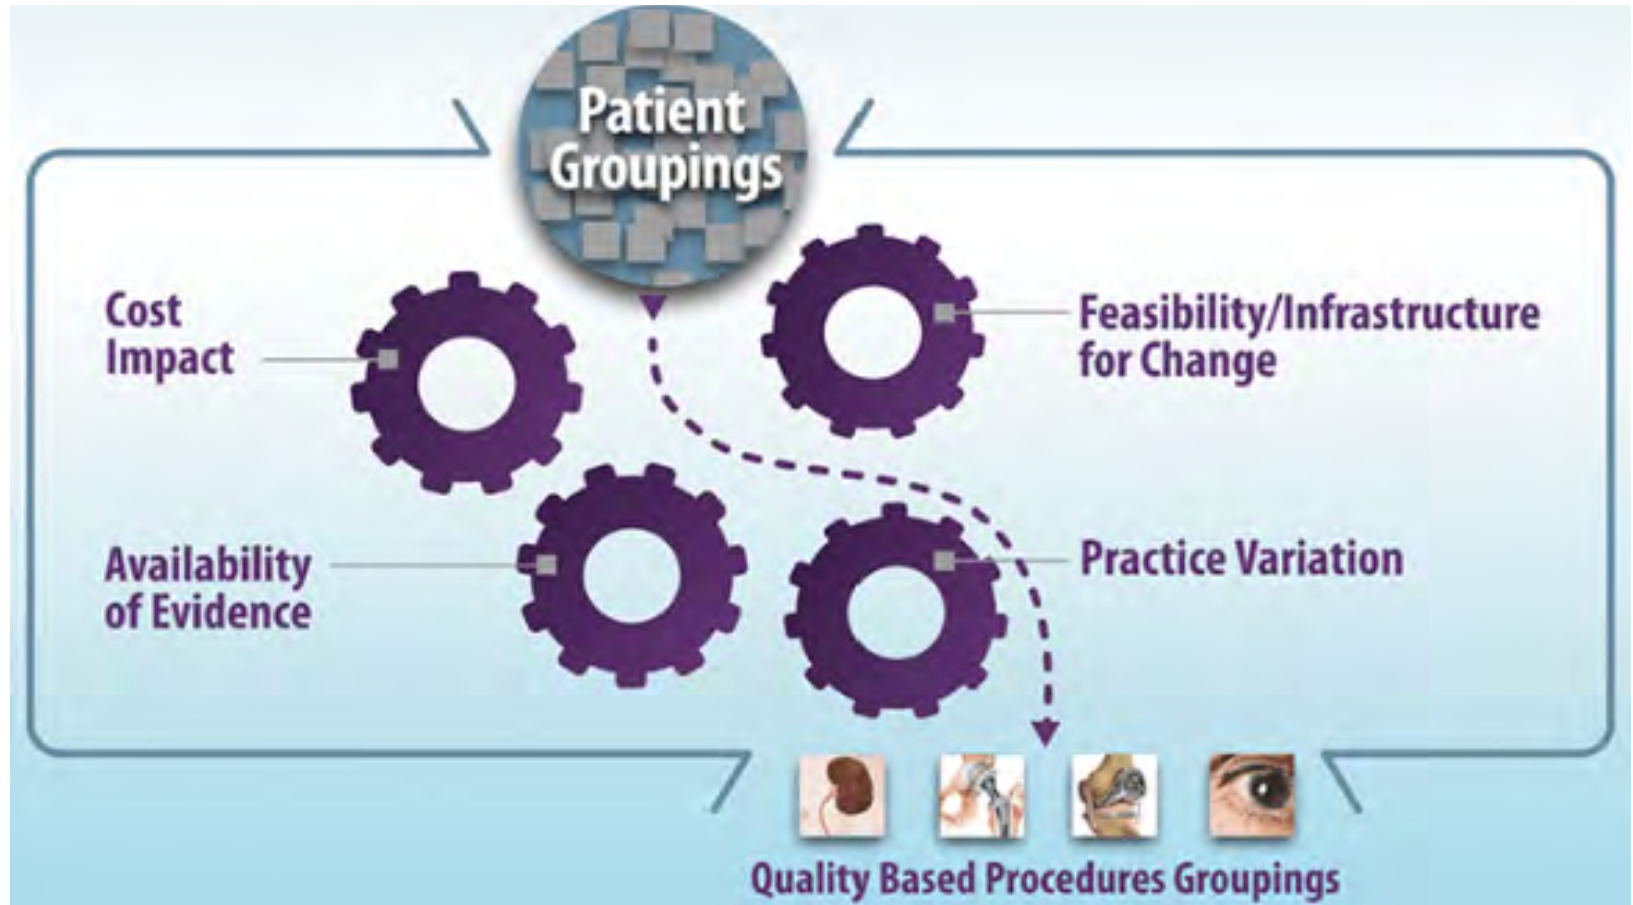 Patient
Groupings
Cost
Impact
Feasibility/Infrastructure
for Change
Availability
of Evidence
Practice Variation
Quality Based Procedures Groupings